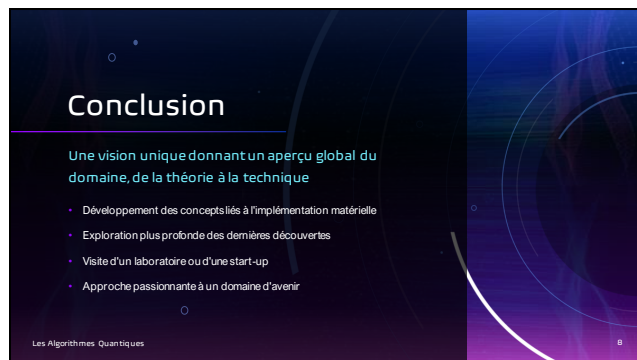 Conclusion
Une vision unique donnant un aperçu global du
domaine, de la théorie à la technique
• Développement des concepts liés à l'implémentation matérielle
• Exploration plus profonde des dernières découvertes
• Visite d'un laboratoire ou d'une start-up
• Approche passionnante à un domaine d'avenir
Les Algorithmes Quantiques
8